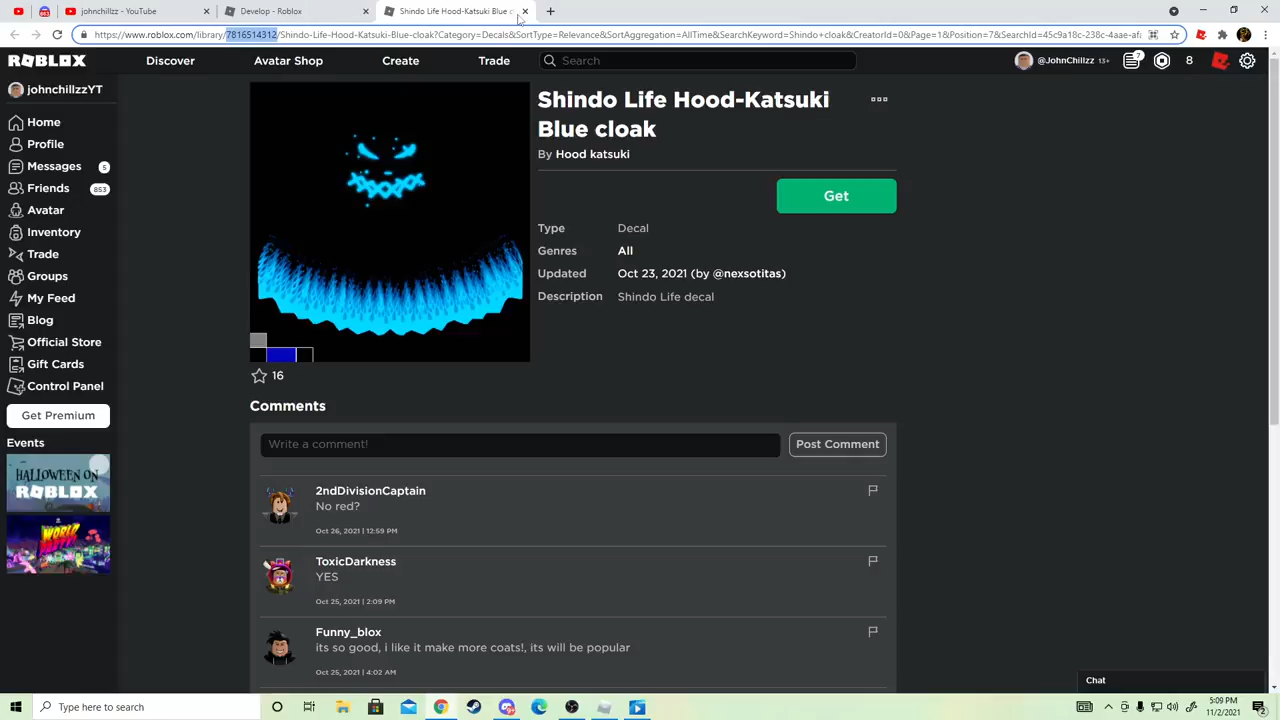 johnchillzz - YouTube
Develop - Roblox
Shindo Life Hood-Katsuki Blue c
https://www.roblox.com/library/7816514312/Shindo-Life-Hood-Katsuki-Blue-cloak?Category=Decals&SortType=Relevance&SortAggregation=AllTime&SearchKeyword=Shindo+cloak&CreatorId=0&Page=1&Position=7&SearchId=45c9a18c-238c-4aae-afa
ROBLOX
Discover
Avatar Shop
Create
Trade
Search
@JohnChillzz 13+
7
8
johnchillzzYT
Home
Profile
Messages 5
Friends 853
Avatar
Inventory
Trade
Groups
My Feed
Blog
Official Store
Gift Cards
Control Panel
Get Premium
Events
HALLOWEEN ON
ROBLOX
WORLD
PARTY
Shindo Life Hood-Katsuki
Blue cloak
By Hood katsuki
Get
Type Decal
Genres All
Updated Oct 23, 2021 (by @nexsotitas)
Description Shindo Life decal
16
Comments
Write a comment!
Post Comment
2ndDivisionCaptain
No red?
Oct 26, 2021 | 12:59 PM
ToxicDarkness
YES
Oct 25, 2021 | 2:09 PM
Funny_blox
its so good, i like it make more coats!, its will be popular
Oct 25, 2021 | 4:02 AM
Chat
Type here to search
5:09 PM
11/2/2021
2